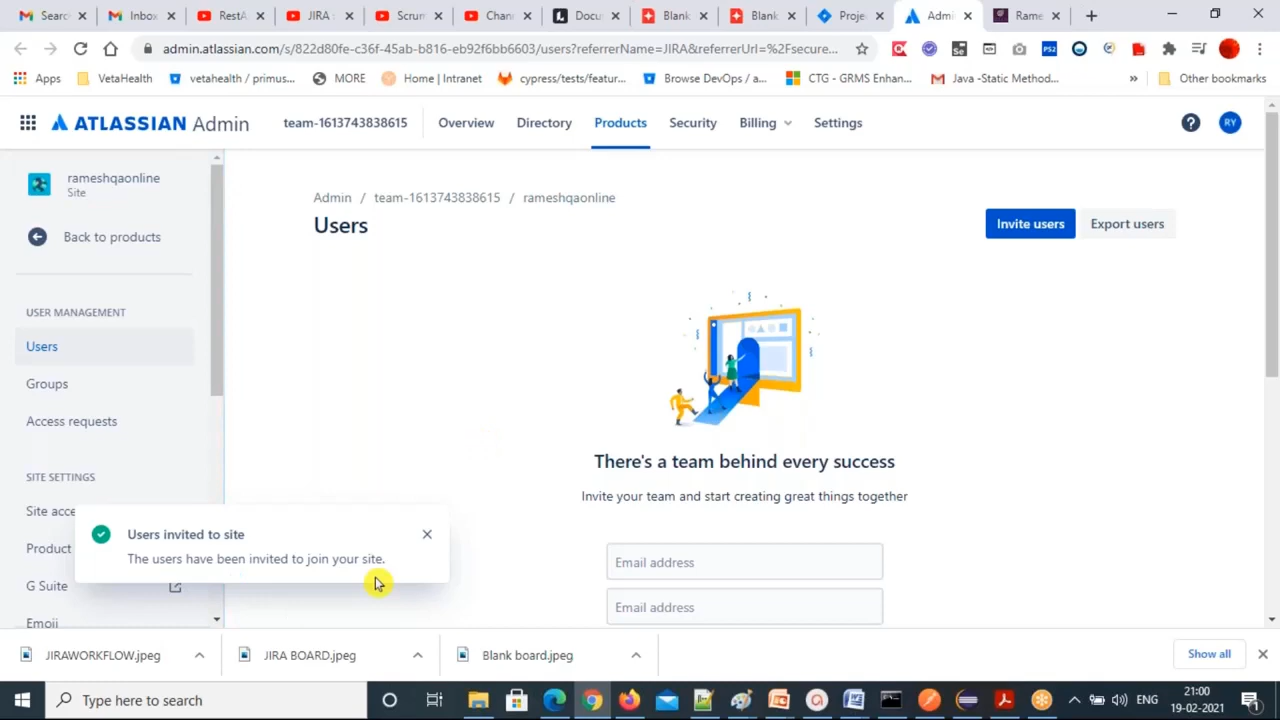 Searc
Inbox
RestA
JIRA S
Scrum
Chan
Docu
Blank
Blank
Proje
Admi
Rame
admin.atlassian.com/s/822d80fe-c36f-45ab-b816-eb92f6bb6603/users?referrerName=JIRA&referrerUrl=%2Fsecure...
Apps
VetaHealth
vetahealth / primus...
MORE
Home | Intranet
cypress/tests/featur...
Browse DevOps / a...
CTG - GRMS Enhan...
Java -Static Method...
»
Other bookmarks
ATLASSIAN Admin
team-1613743838615
Overview
Directory
Products
Security
Billing
Settings
RY
rameshqaonline
Site
Back to products
Admin / team-1613743838615 / rameshqaonline
Users
Invite users
Export users
USER MANAGEMENT
Users
Groups
Access requests
SITE SETTINGS
Site acce
Product
G Suite
Emoji
There's a team behind every success
Invite your team and start creating great things together
Email address
Email address
Users invited to site
The users have been invited to join your site.
JIRAWORKFLOW.jpeg
JIRA BOARD.jpeg
Blank board.jpeg
Show all
Type here to search
ENG
21:00
19-02-2021